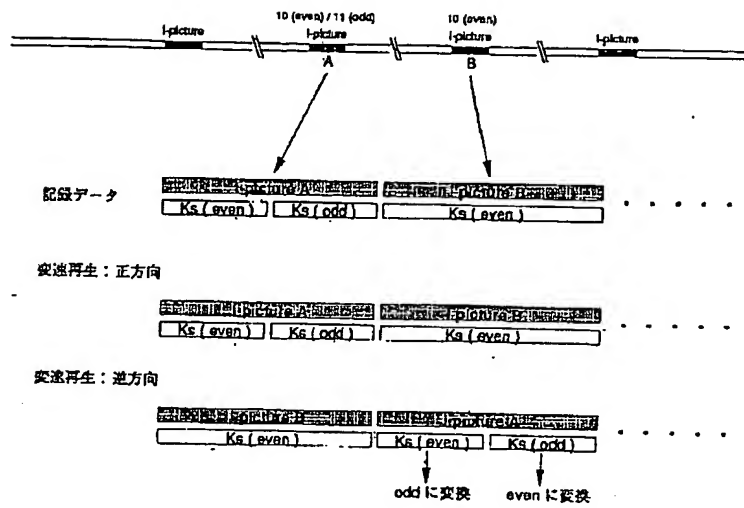 10 (even) / 11 (odd) 10 (even)
I-picture I-picture I-picture I-picture
A B
記録データ
I-picture A I-picture B
Ks (even) Ks (odd) Ks (even)
変速再生：正方向
I-picture A I-picture B
Ks (even) Ks (odd) Ks (even)
変速再生：逆方向
I-picture B I-picture A
Ks (even) Ks (even) Ks (odd)
odd に変換 even に変換